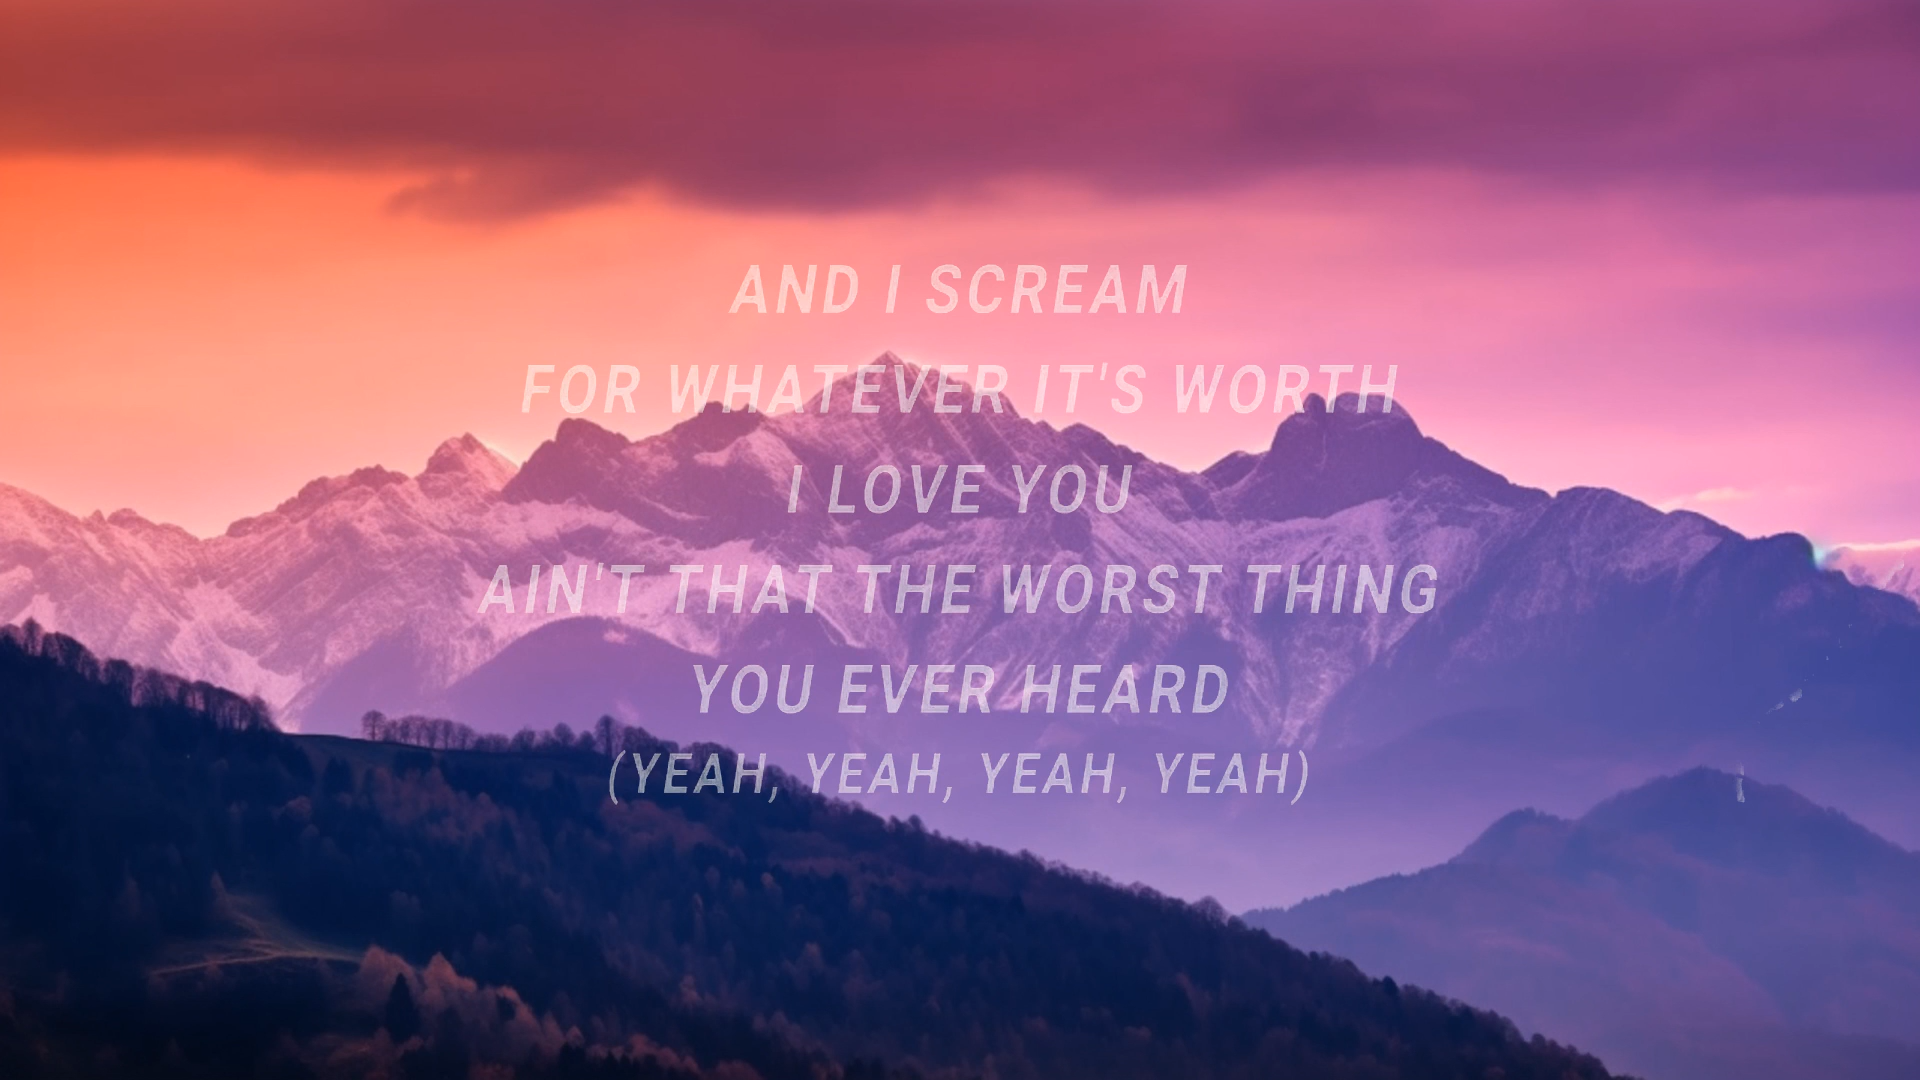 AND I SCREAM
FOR WHATEVER IT'S WORTH
I LOVE YOU
AIN'T THAT THE WORST THING
YOU EVER HEARD
(YEAH, YEAH, YEAH, YEAH)